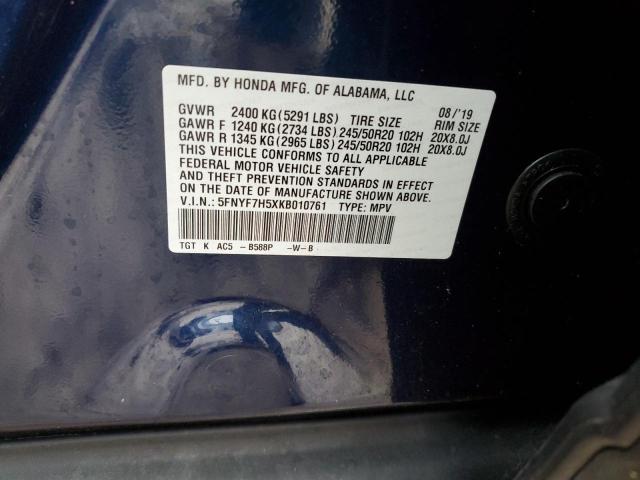 MFD. BY HONDA MFG. OF ALABAMA, LLC
08/'19
GVWR 2400 KG(5291 LBS) TIRE SIZE RIM SIZE
GAWR F 1240 KG(2734 LBS) 245/50R20 102H 20X8.0J
GAWR R 1345 KG(2965 LBS) 245/50R20 102H 20X8.0J
THIS VEHICLE CONFORMS TO ALL APPLICABLE
FEDERAL MOTOR VEHICLE SAFETY
AND THEFT PREVENTION STANDARDS IN EFFECT
ON THE DATE OF MANUFACTURE SHOWN ABOVE.
V.I.N.: 5FNYF7H5XKB010761 TYPE: MPV
TGT K AC5 -B588P -W-B